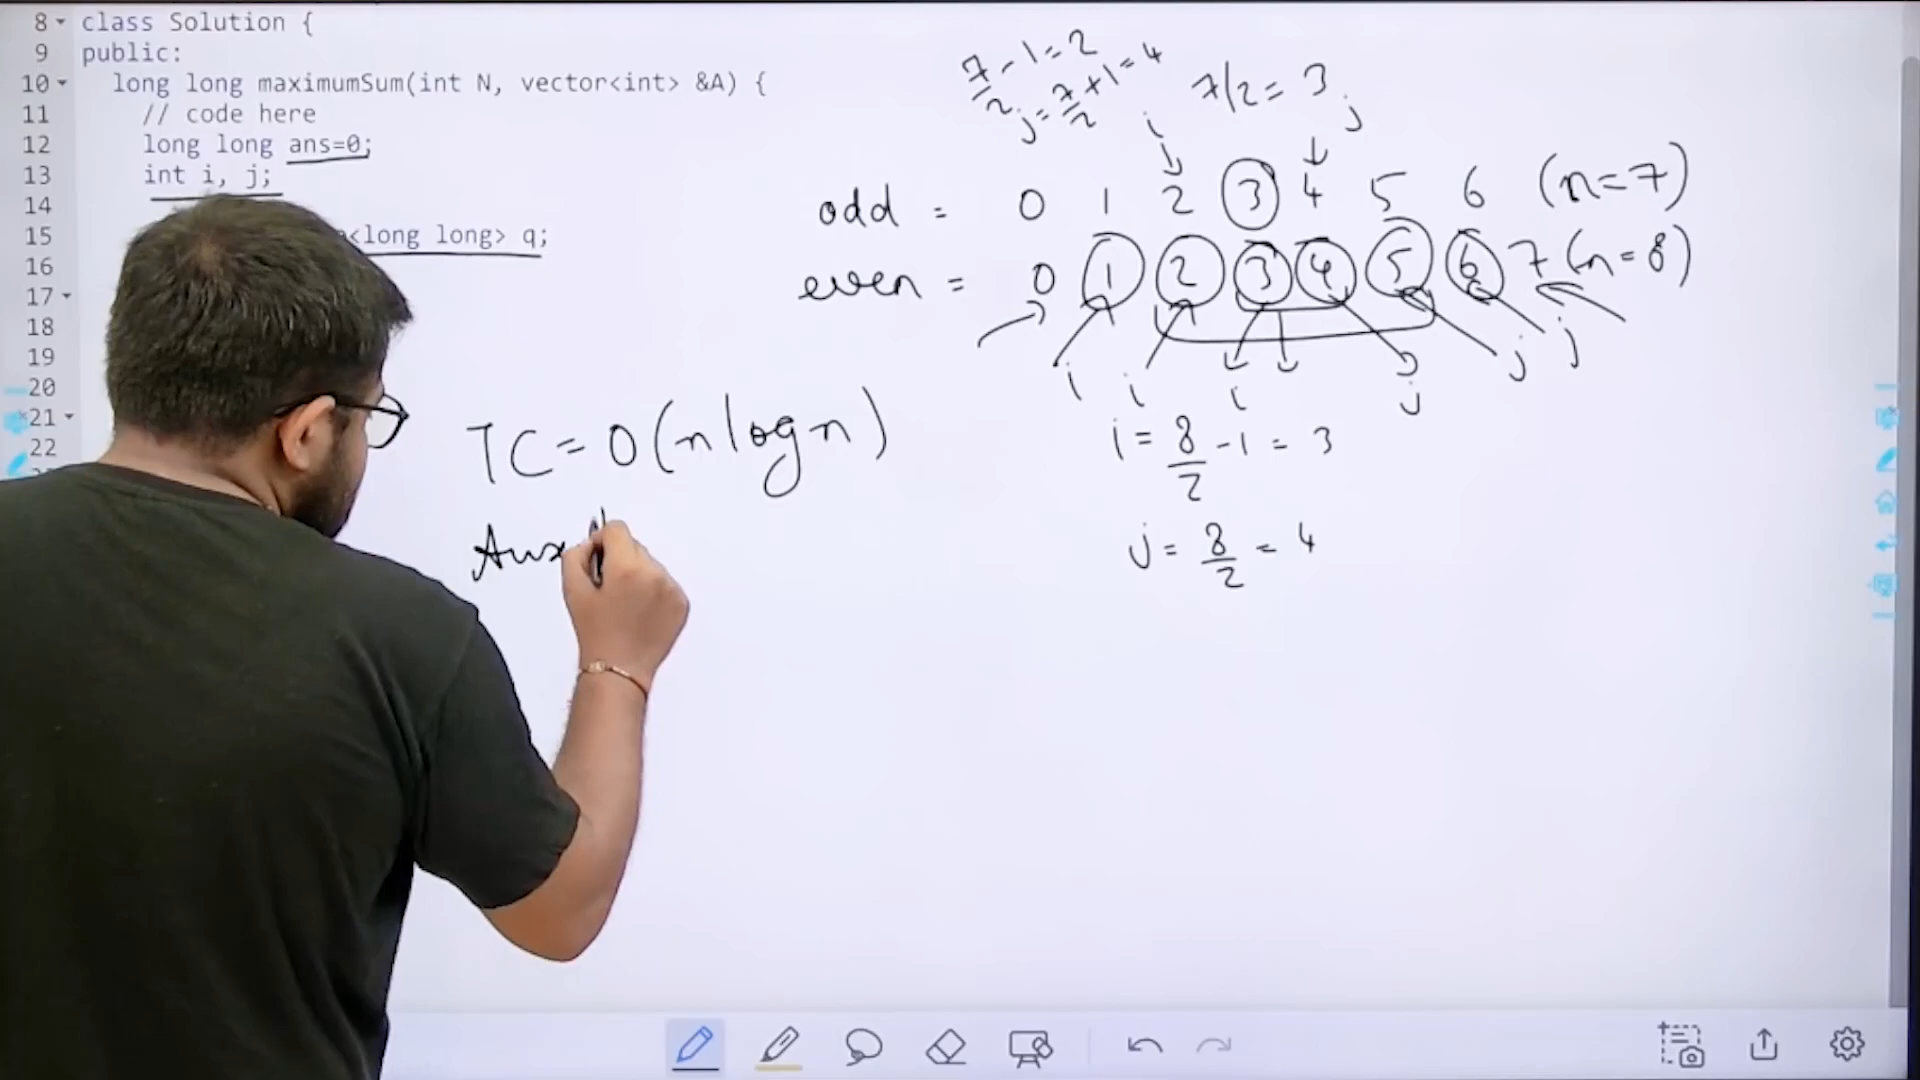 8 class Solution {
9 public:
10 long long maximumSum(int N, vector<int> &A) {
11 // code here
12 long long ans=0;
13 int i, j;
14
15 <long long> q;
16
17
18
19
20
21
22
7/2 - 1 = 2
j = 7/2 + 1 = 4
7/2 = 3
i j
odd = 0 1 2 3 4 5 6 (n=7)
even = 0 1 2 3 4 5 6 7 (n=8)
i i i j j j
TC = O(nlogn)
i = 8/2 - 1 = 3
Aux
j = 8/2 = 4